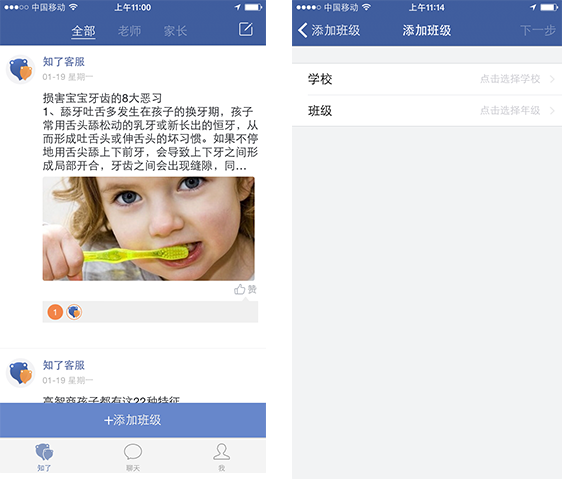 中国移动 上午11:00
全部 老师 家长
知了客服
01-19 星期一
损害宝宝牙齿的8大恶习
1、舔牙吐舌多发生在孩子的换牙期，孩子
常用舌头舔松动的乳牙或新长出的恒牙，从
而形成吐舌头或伸舌头的坏习惯。如果不停
地用舌尖舔上下前牙，会导致上下牙之间形
成局部开合，牙齿之间会出现缝隙，同...
赞
1
知了客服
01-19 星期一
高智商孩子都有这22种特征
+添加班级
知了 聊天 我
中国移动 上午11:14
添加班级 添加班级 下一步
学校 点击选择学校
班级 点击选择年级